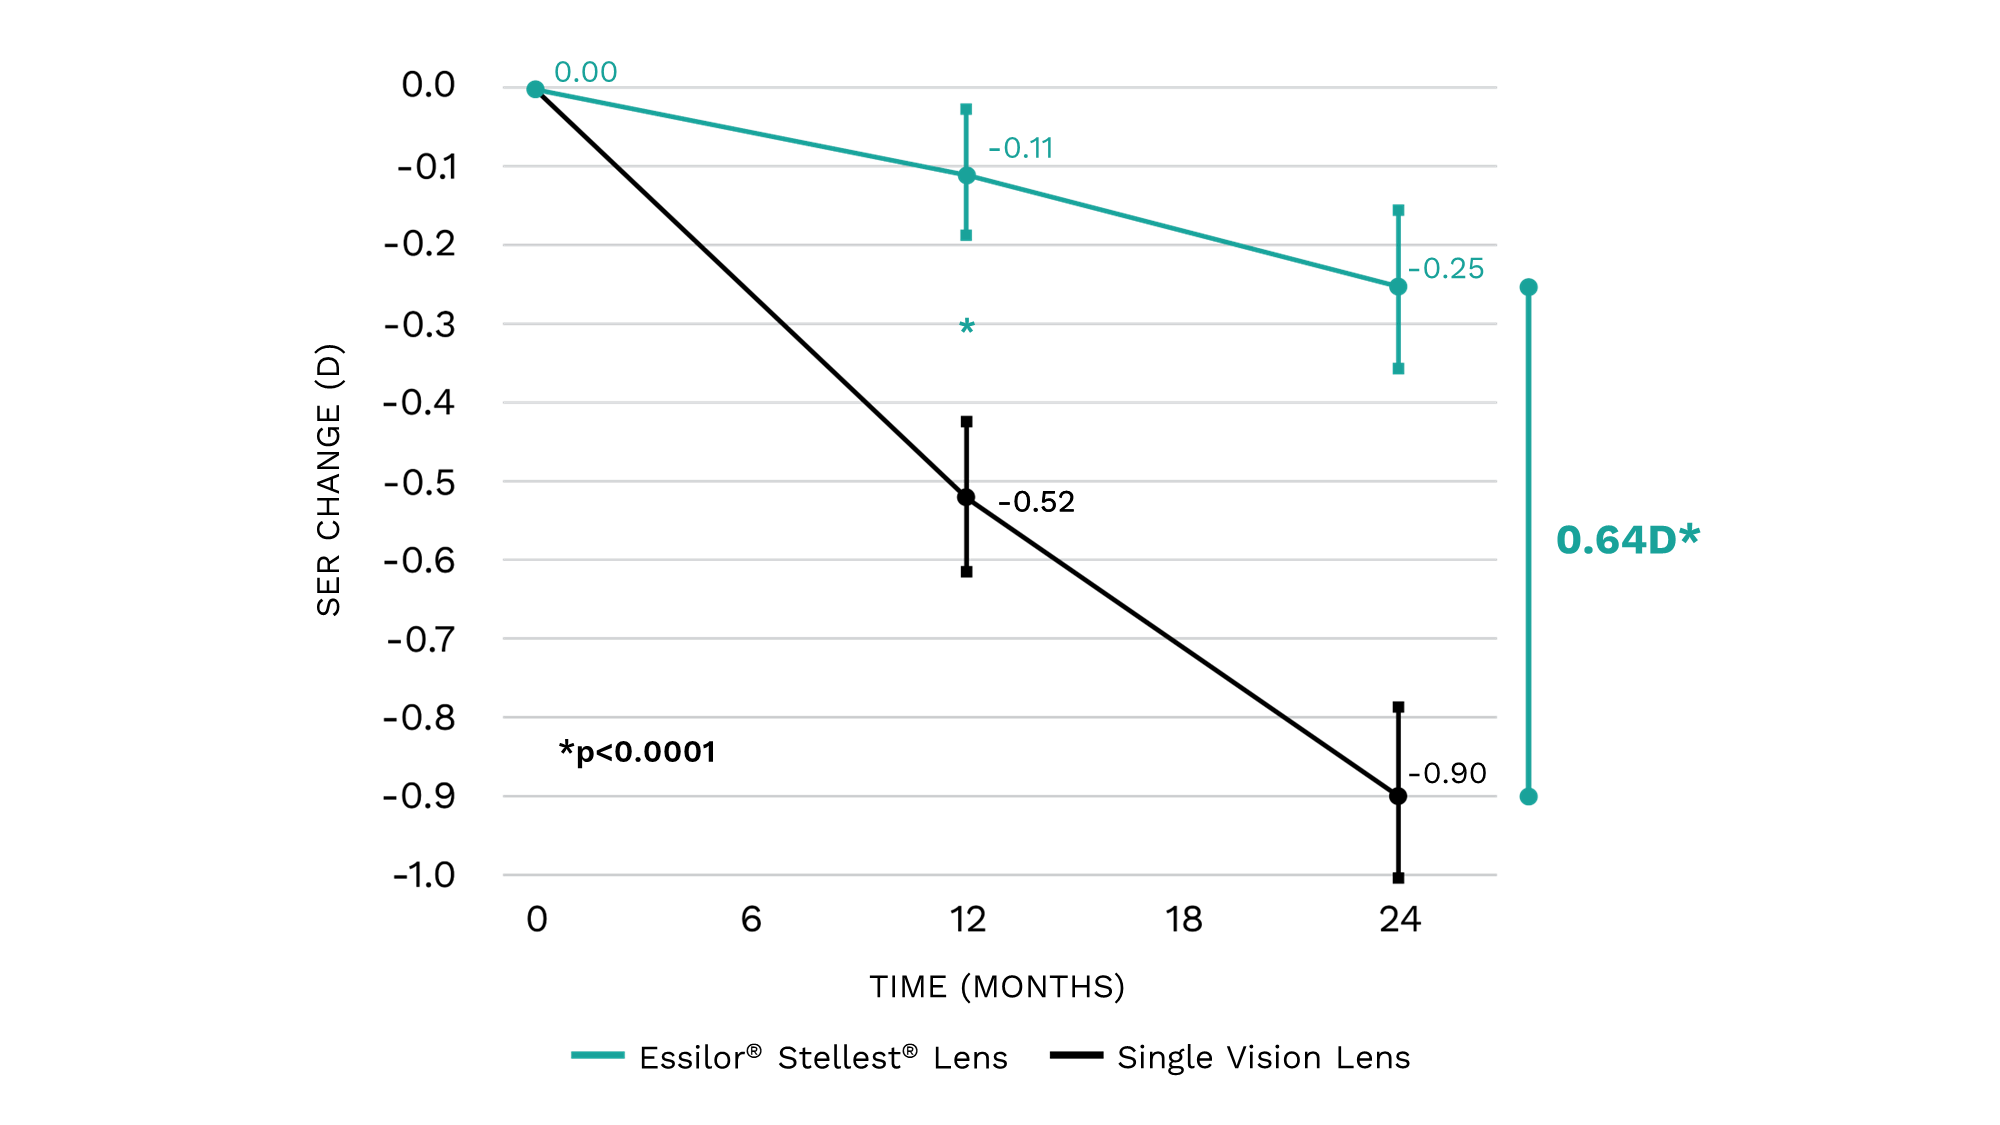 0.00
0.0
-0.1
-0.11
-0.2
-0.25
-0.3
*
-0.4
-0.5
-0.52
-0.6
0.64D*
-0.7
-0.8
*p<0.0001
-0.90
-0.9
-1.0
SER CHANGE (D)
0 6 12 18 24
TIME (MONTHS)
Essilor® Stellest® Lens Single Vision Lens